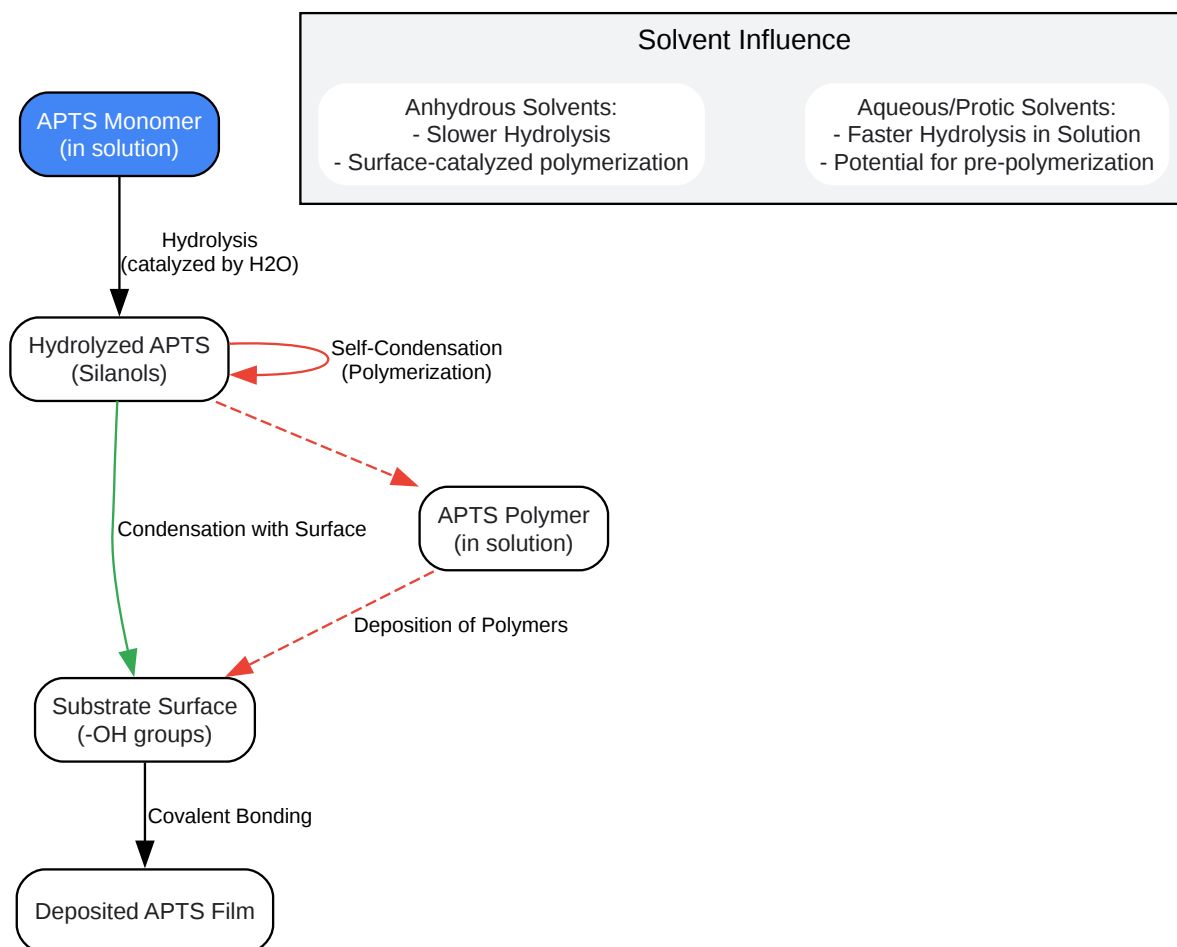 Solvent Influence
Anhydrous Solvents:
- Slower Hydrolysis
- Surface-catalyzed polymerization
Aqueous/Protic Solvents:
- Faster Hydrolysis in Solution
- Potential for pre-polymerization
APTS Monomer
(in solution)
Hydrolysis
(catalyzed by H2O)
Hydrolyzed APTS
(Silanols)
Self-Condensation
(Polymerization)
Condensation with Surface
APTS Polymer
(in solution)
Deposition of Polymers
Substrate Surface
(-OH groups)
Covalent Bonding
Deposited APTS Film